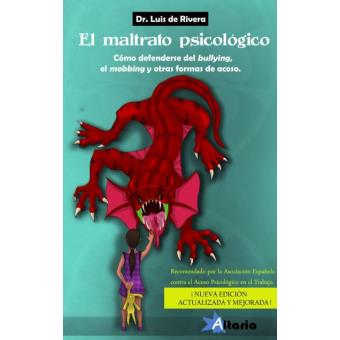 Dr. Luis de Rivera
El maltrato psicológico
Cómo defenderse del bullying,
el mobbing y otras formas de acoso.
Recomendado por la Asociación Española
contra el Acoso Psicológico en el Trabajo.
¡ NUEVA EDICIÓN
ACTUALIZADA Y MEJORADA !
Altaria